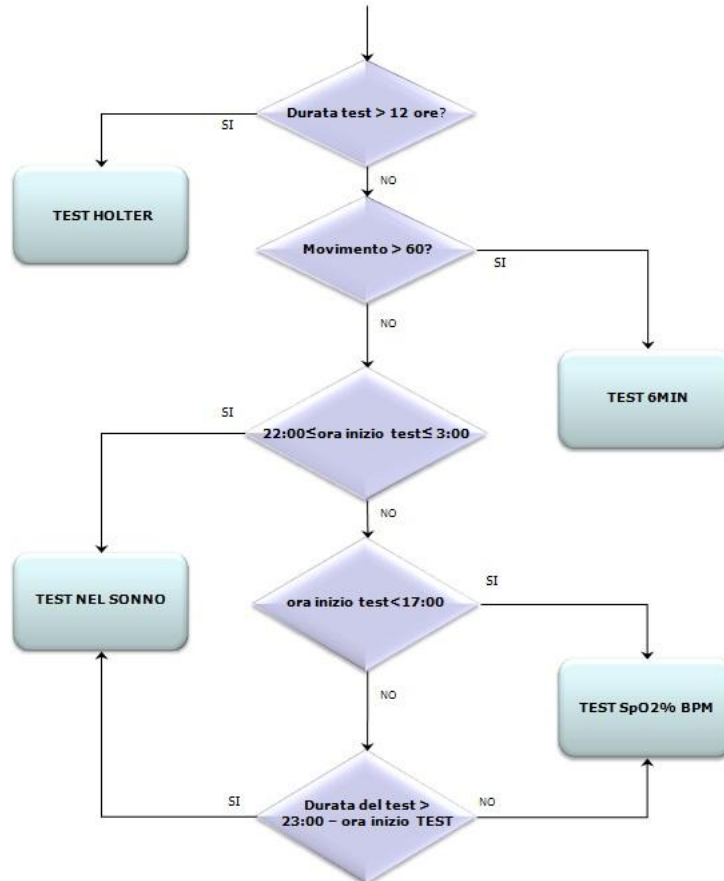 Durata test > 12 ore?
SI
NO
TEST HOLTER
Movimento > 60?
SI
NO
TEST 6MIN
SI
22:00≤ora inizio test≤ 3:00
NO
TEST NEL SONNO
ora inizio test<17:00
SI
NO
TEST SpO2% BPM
SI
Durata del test >
23:00 – ora inizio TEST
NO